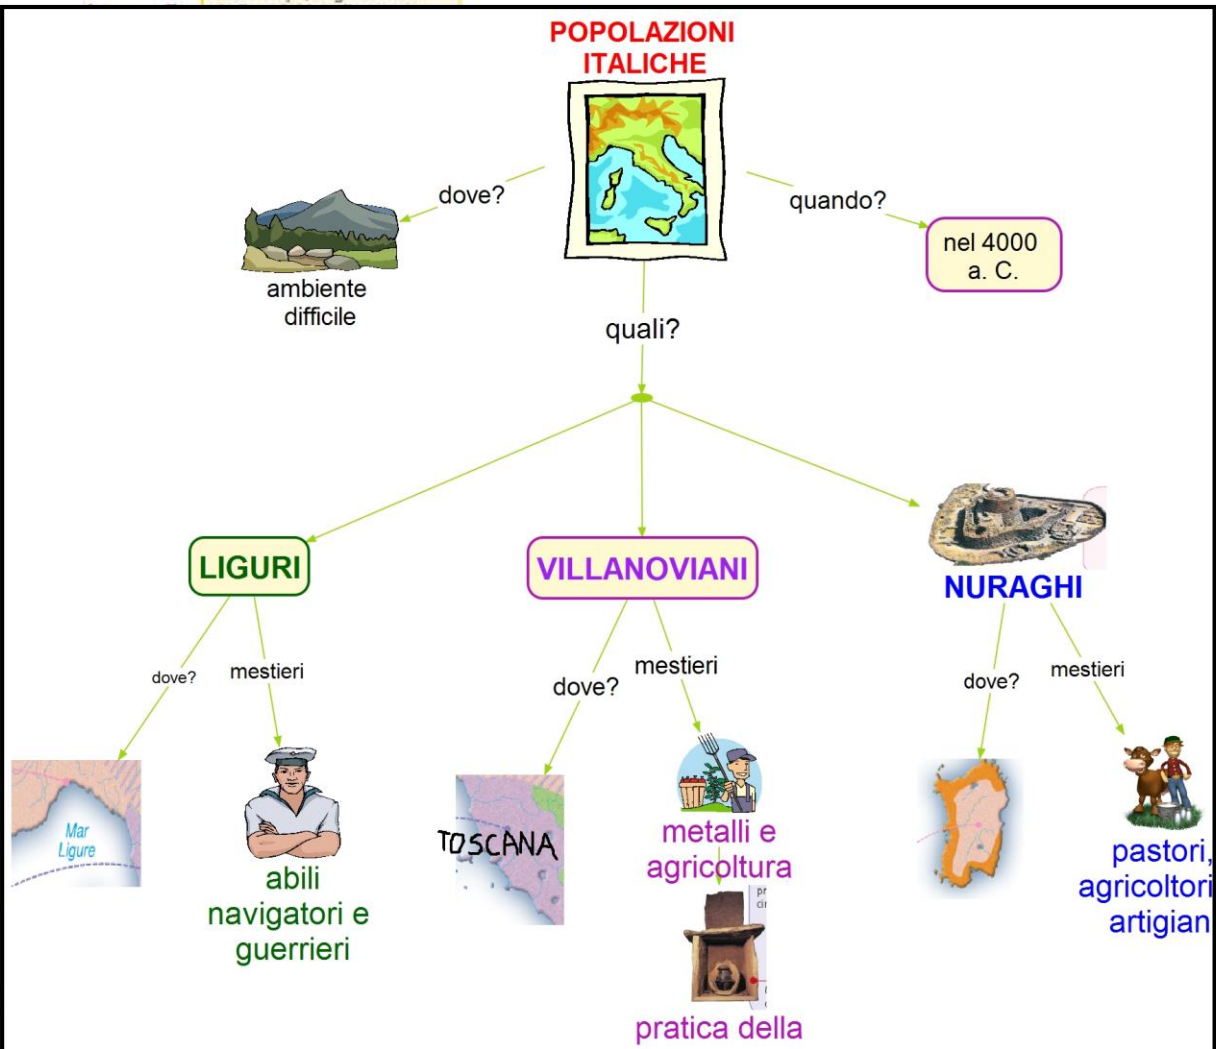 POPOLAZIONI
ITALICHE
dove?
quando?
nel 4000
a. C.
ambiente
difficile
quali?
LIGURI
VILLANOVIANI
NURAGHI
dove?
mestieri
dove?
mestieri
dove?
mestieri
Mar
Ligure
TOSCANA
abili
navigatori e
guerrieri
metalli e
agricoltura
pastori,
agricoltori
artigian
pratica della